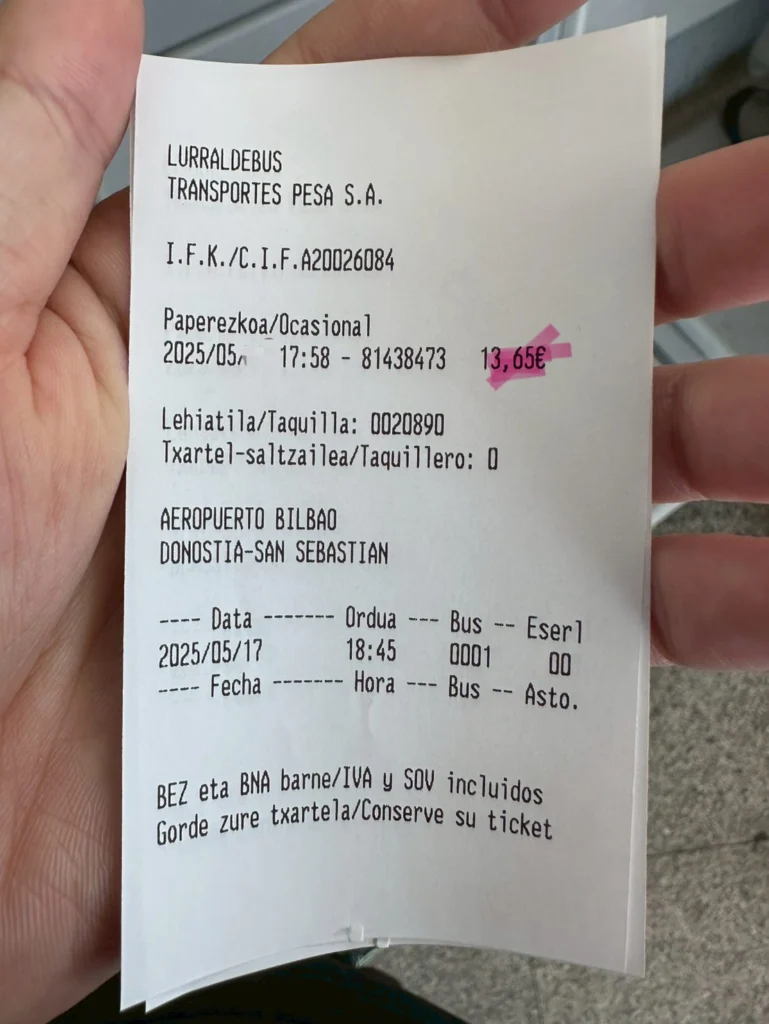 LURRALDEBUS
TRANSPORTES PESA S.A.
I.F.K./C.I.F.A20026084
Paperezkoa/Ocasional
2025/05 17:58 - 81438473 13,65€
Lehiatila/Taquilla: 0020890
Txartel-saltzailea/Taquillero: 0
AEROPUERTO BILBAO
DONOSTIA-SAN SEBASTIAN
---- Data ------- Ordua --- Bus -- Eserl
2025/05/17 18:45 0001 00
---- Fecha ------- Hora --- Bus -- Asto.
BEZ eta BNA barne/IVA y SOV incluidos
Gorde zure txartela/Conserve su ticket